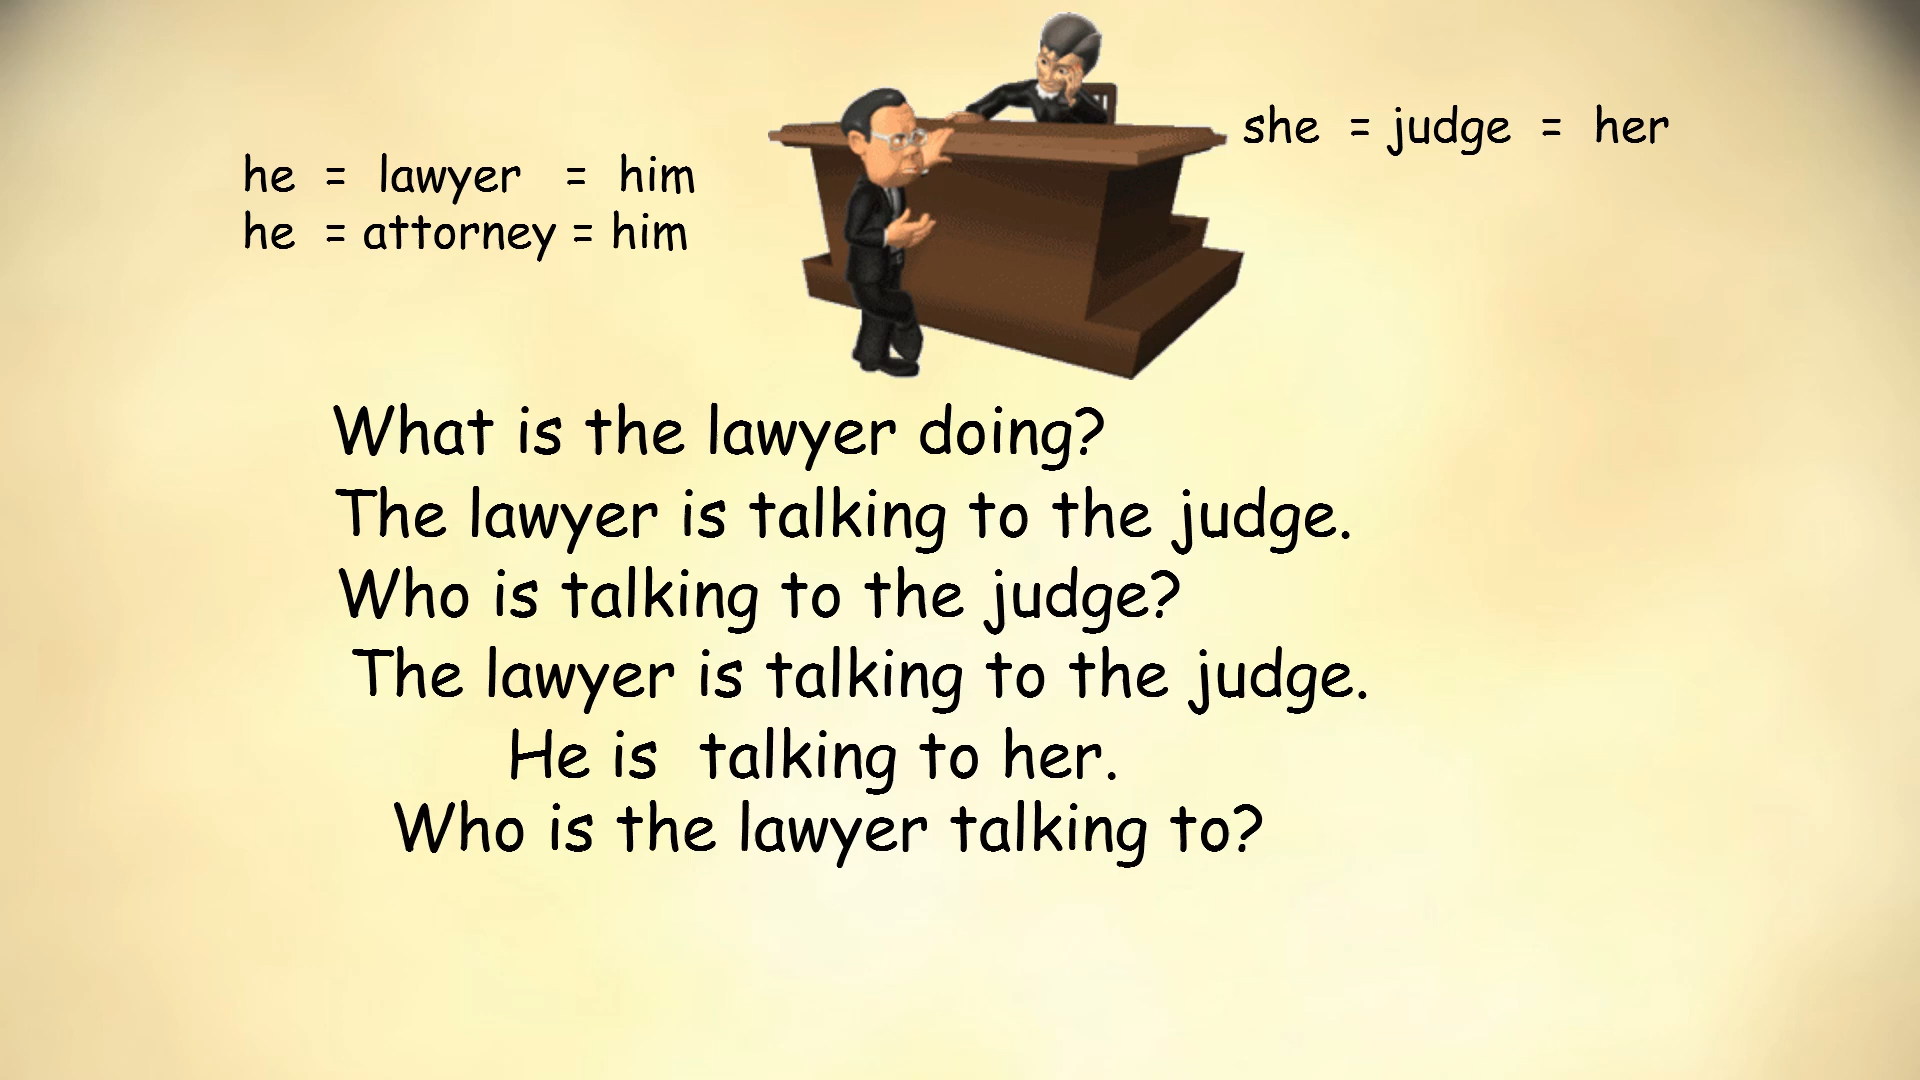 she = judge = her
he = lawyer = him
he = attorney = him
What is the lawyer doing?
The lawyer is talking to the judge.
Who is talking to the judge?
The lawyer is talking to the judge.
He is talking to her.
Who is the lawyer talking to?